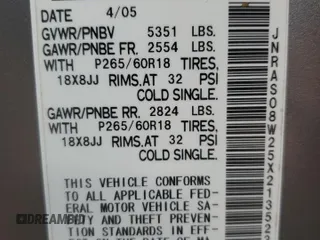 DATE 4/05
GVWR/PNBV 5351 LBS.
GAWR/PNBE FR. 2554 LBS.
WITH P265/60R18
18X8JJ RIMS,AT 32 PSI
COLD SINGLE.
GAWR/PNBE RR. 2824 LBS.
WITH P265/60R18
18X8JJ RIMS,AT 32 PSI
COLD SINGLE.
THIS VEHICLE CONFORMS
TO ALL APPLICABLE FED-
ERAL MOTOR VEHICLE SA-
FETY AND THEFT PREVEN-
TION STANDARDS IN EF-
JNRAS08W25X21352
DREAMBID